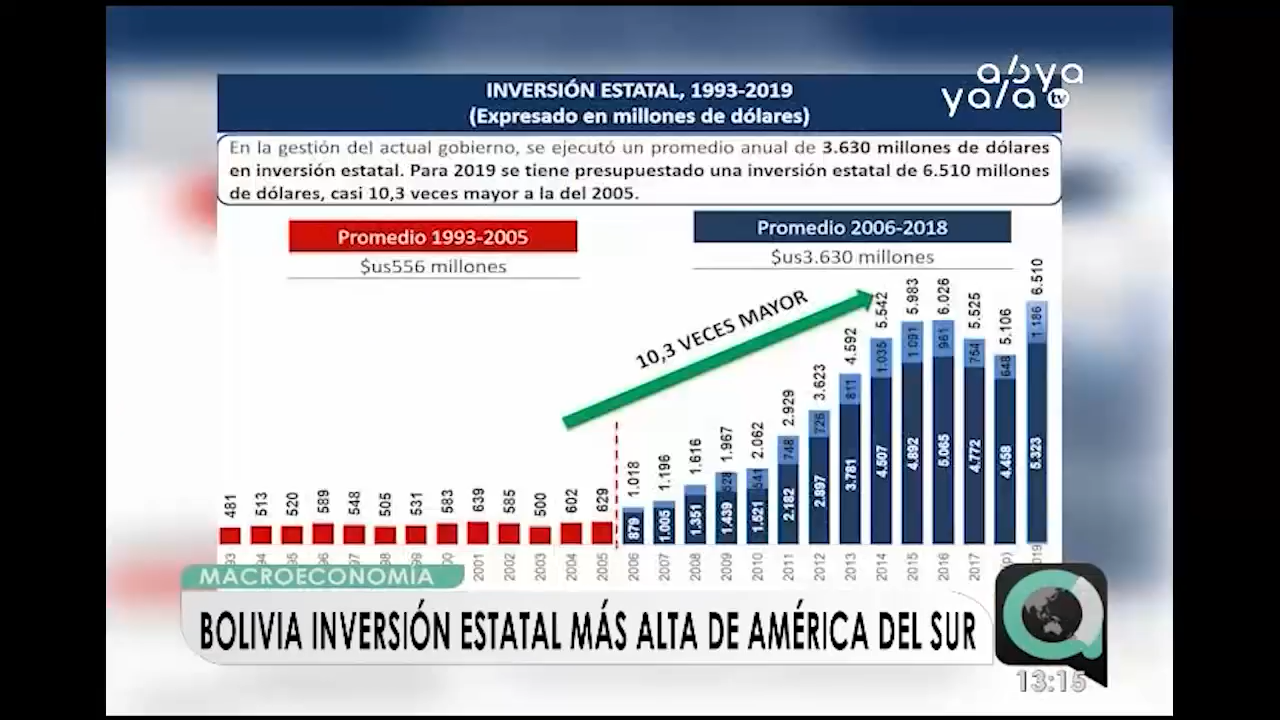 abya
yala tv
INVERSIÓN ESTATAL, 1993-2019
(Expresado en millones de dólares)
En la gestión del actual gobierno, se ejecutó un promedio anual de 3.630 millones de dólares
en inversión estatal. Para 2019 se tiene presupuestado una inversión estatal de 6.510 millones
de dólares, casi 10,3 veces mayor a la del 2005.
Promedio 1993-2005
$us556 millones
Promedio 2006-2018
$us3.630 millones
10,3 VECES MAYOR
481 513 520 589 548 505 531 583 639 585 500 602 629 1.018 1.196 1.616 1.967 2.062 2.929 3.623 4.592 5.542 5.983 6.026 5.525 5.106 6.510
528 541 748 726 811 1.035 1.091 961 754 648 1 186
879 1.005 1.351 1.439 1.521 2.182 2.897 3.781 4.507 4.892 5.065 4.772 4.458 5.323
2001 2002 2003 2004 2005 2006 2007 2008 2009 2010 2011 2012 2013 2014 2015 2016 2017
MACROECONOMÍA
BOLIVIA INVERSIÓN ESTATAL MÁS ALTA DE AMÉRICA DEL SUR
13:15